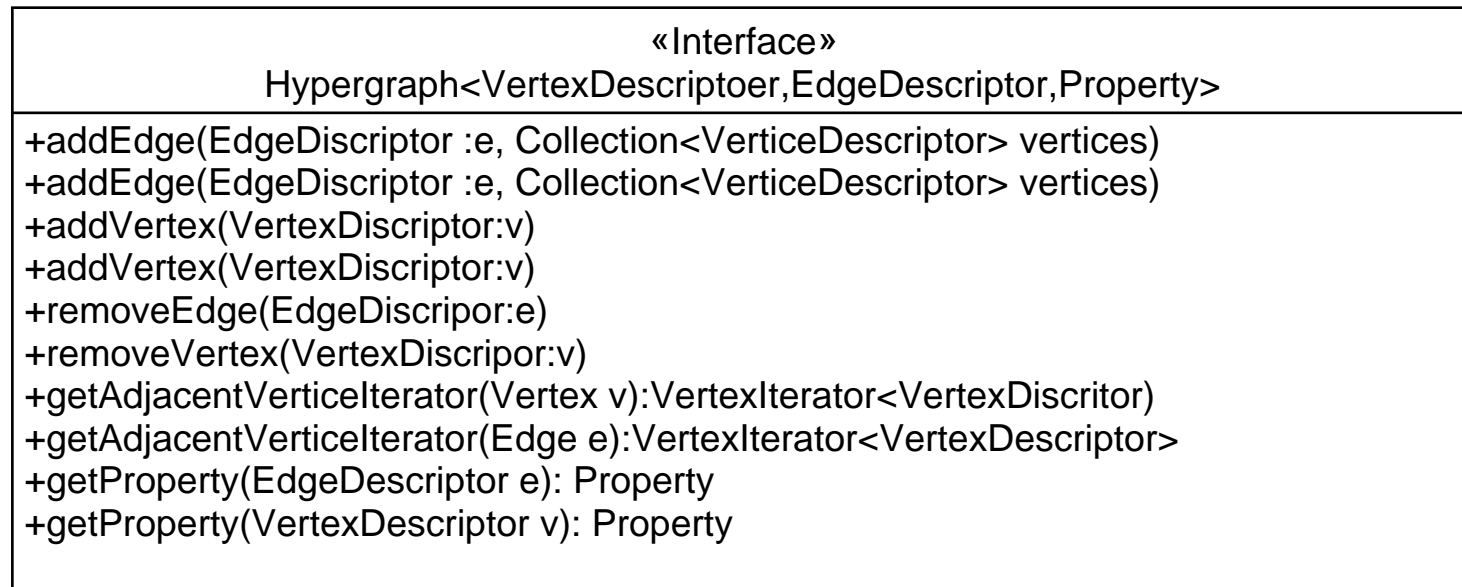 «Interface»
Hypergraph<VertexDescriptoer,EdgeDescriptor,Property>
+addEdge(EdgeDiscriptor :e, Collection<VerticeDescriptor> vertices)
+addEdge(EdgeDiscriptor :e, Collection<VerticeDescriptor> vertices)
+addVertex(VertexDiscriptor:v)
+addVertex(VertexDiscriptor:v)
+removeEdge(EdgeDiscripor:e)
+removeVertex(VertexDiscripor:v)
+getAdjacentVerticeIterator(Vertex v):VertexIterator<VertexDiscritor)
+getAdjacentVerticeIterator(Edge e):VertexIterator<VertexDescriptor>
+getProperty(EdgeDescriptor e): Property
+getProperty(VertexDescriptor v): Property